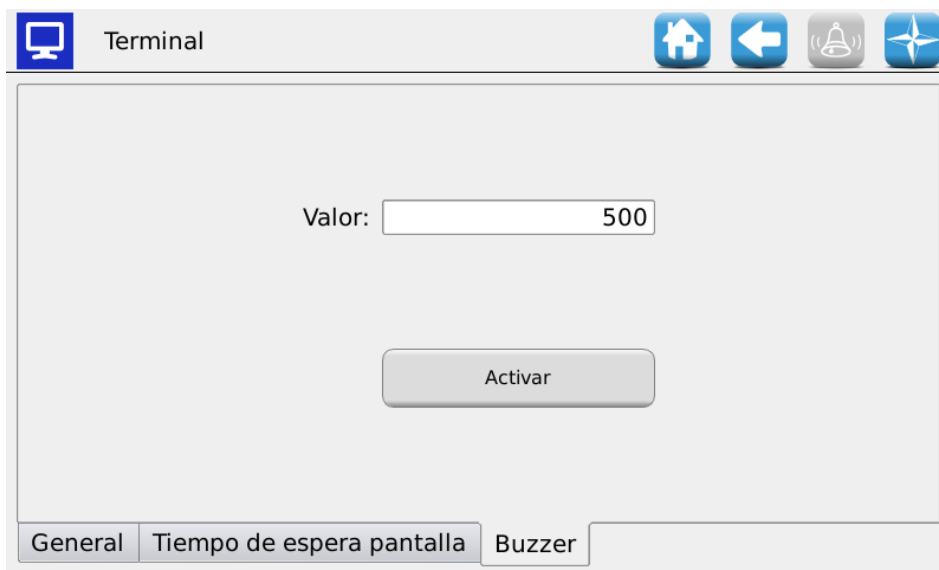 Terminal
Valor: 500
Activar
General Tiempo de espera pantalla Buzzer